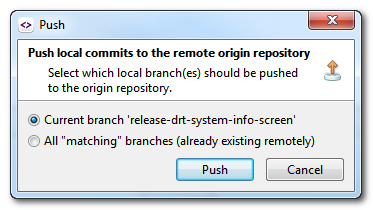 Push
Push local commits to the remote origin repository
Select which local branch(es) should be pushed
to the origin repository.
Current branch 'release-drt-system-info-screen'
All "matching" branches (already existing remotely)
Push Cancel